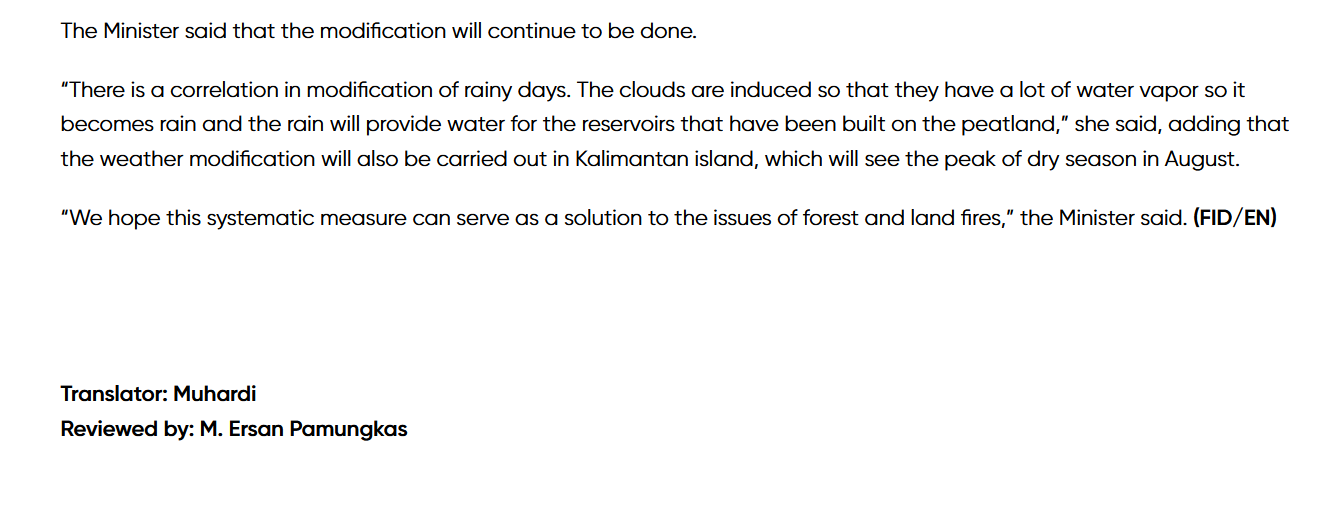 The Minister said that the modification will continue to be done.
“There is a correlation in modification of rainy days. The clouds are induced so that they have a lot of water vapor so it
becomes rain and the rain will provide water for the reservoirs that have been built on the peatland,” she said, adding that
the weather modification will also be carried out in Kalimantan island, which will see the peak of dry season in August.
“We hope this systematic measure can serve as a solution to the issues of forest and land fires,” the Minister said. (FID/EN)
Translator: Muhardi
Reviewed by: M. Ersan Pamungkas